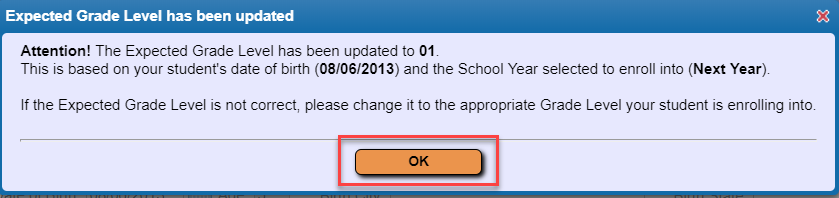 Expected Grade Level has been updated
Attention! The Expected Grade Level has been updated to 01.
This is based on your student's date of birth (08/06/2013) and the School Year selected to enroll into (Next Year).
If the Expected Grade Level is not correct, please change it to the appropriate Grade Level your student is enrolling into.
OK